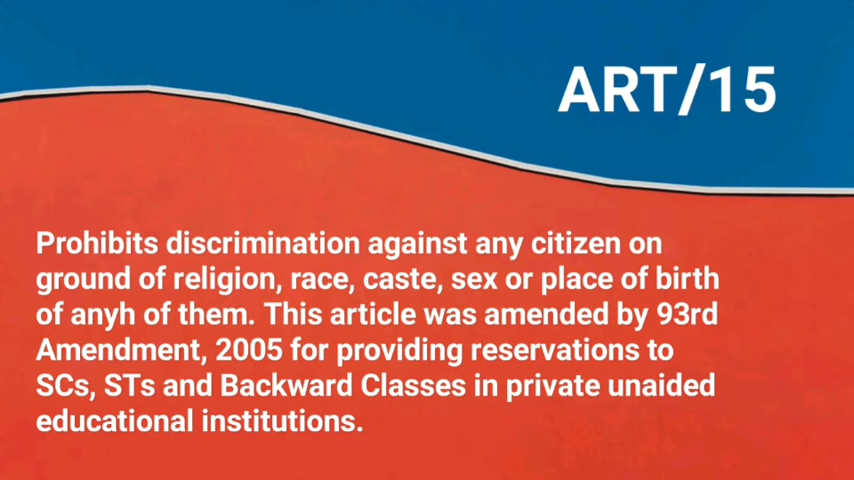 ART/15
Prohibits discrimination against any citizen on
ground of religion, race, caste, sex or place of birth
of anyh of them. This article was amended by 93rd
Amendment, 2005 for providing reservations to
SCs, STs and Backward Classes in private unaided
educational institutions.